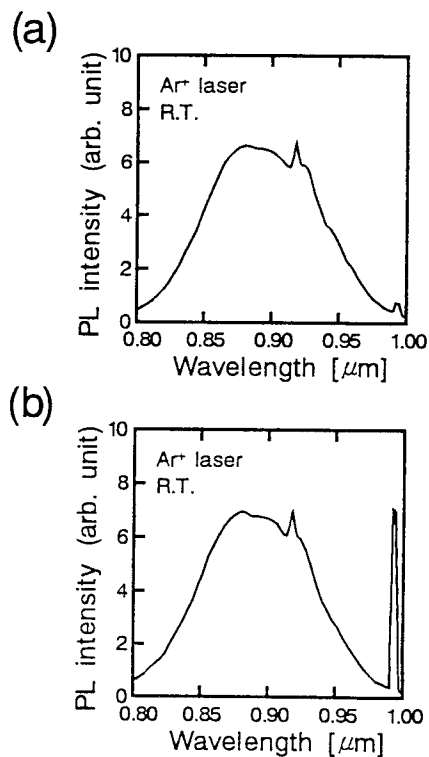 (a)
PL intensity (arb. unit)
10
8
6
4
2
0
Ar+ laser
R.T.
0.80 0.85 0.90 0.95 1.00
Wavelength [μm]
(b)
PL intensity (arb. unit)
10
8
6
4
2
0
Ar+ laser
R.T.
0.80 0.85 0.90 0.95 1.00
Wavelength [μm]